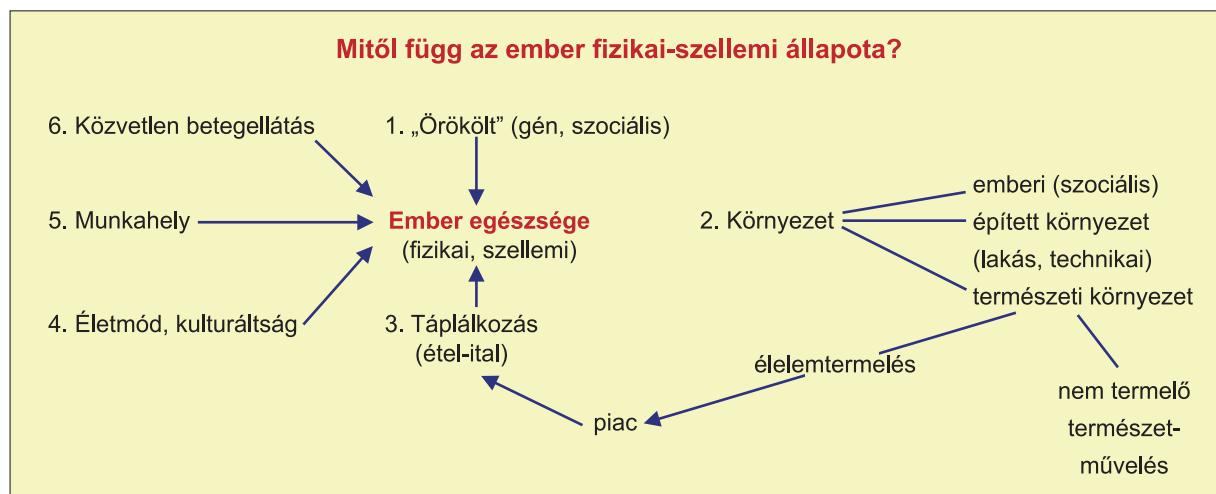 Mitől függ az ember fizikai-szellemi állapota?
6. Közvetlen betegellátás
1. „Örökölt” (gén, szociális)
5. Munkahely
Ember egészsége
(fizikai, szellemi)
2. Környezet
emberi (szociális)
épített környezet
(lakás, technikai)
természeti környezet
4. Életmód, kulturáltság
3. Táplálkozás
(étel-ital)
élelemtermelés
piac
nem termelő
természet-
művelés